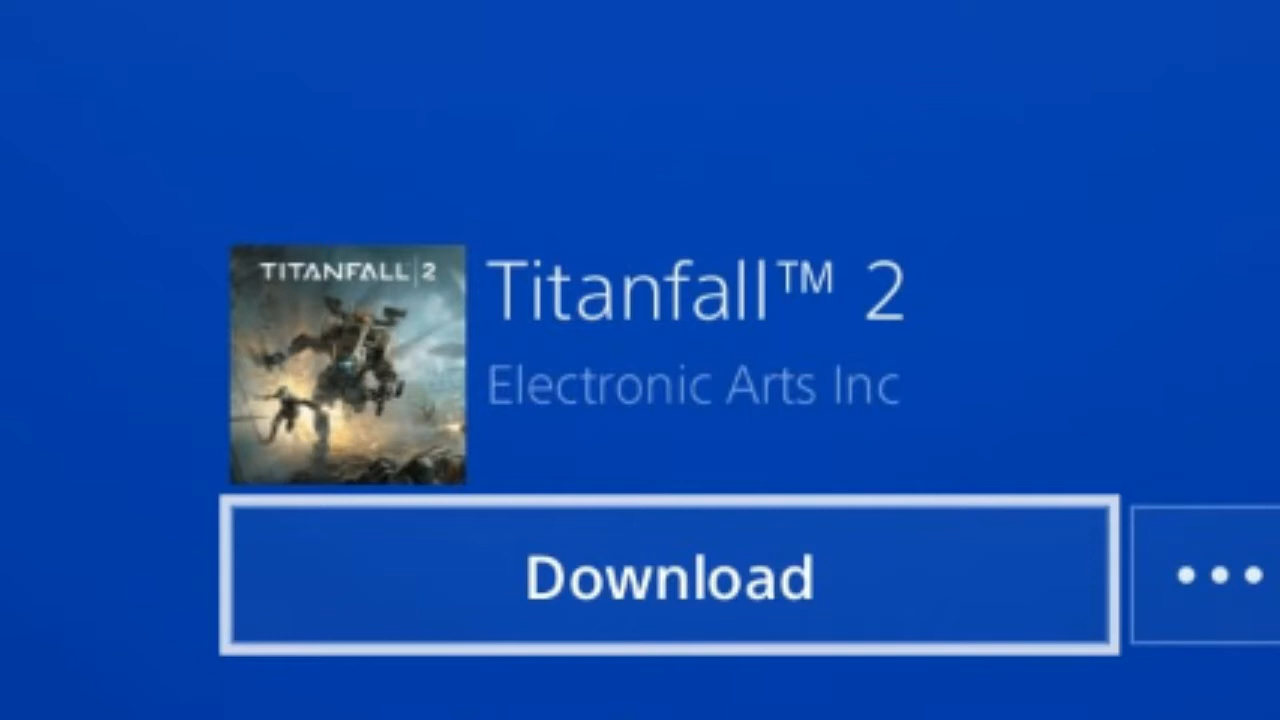 TITANFALL | 2
Titanfall™ 2
Electronic Arts Inc
Download
•••